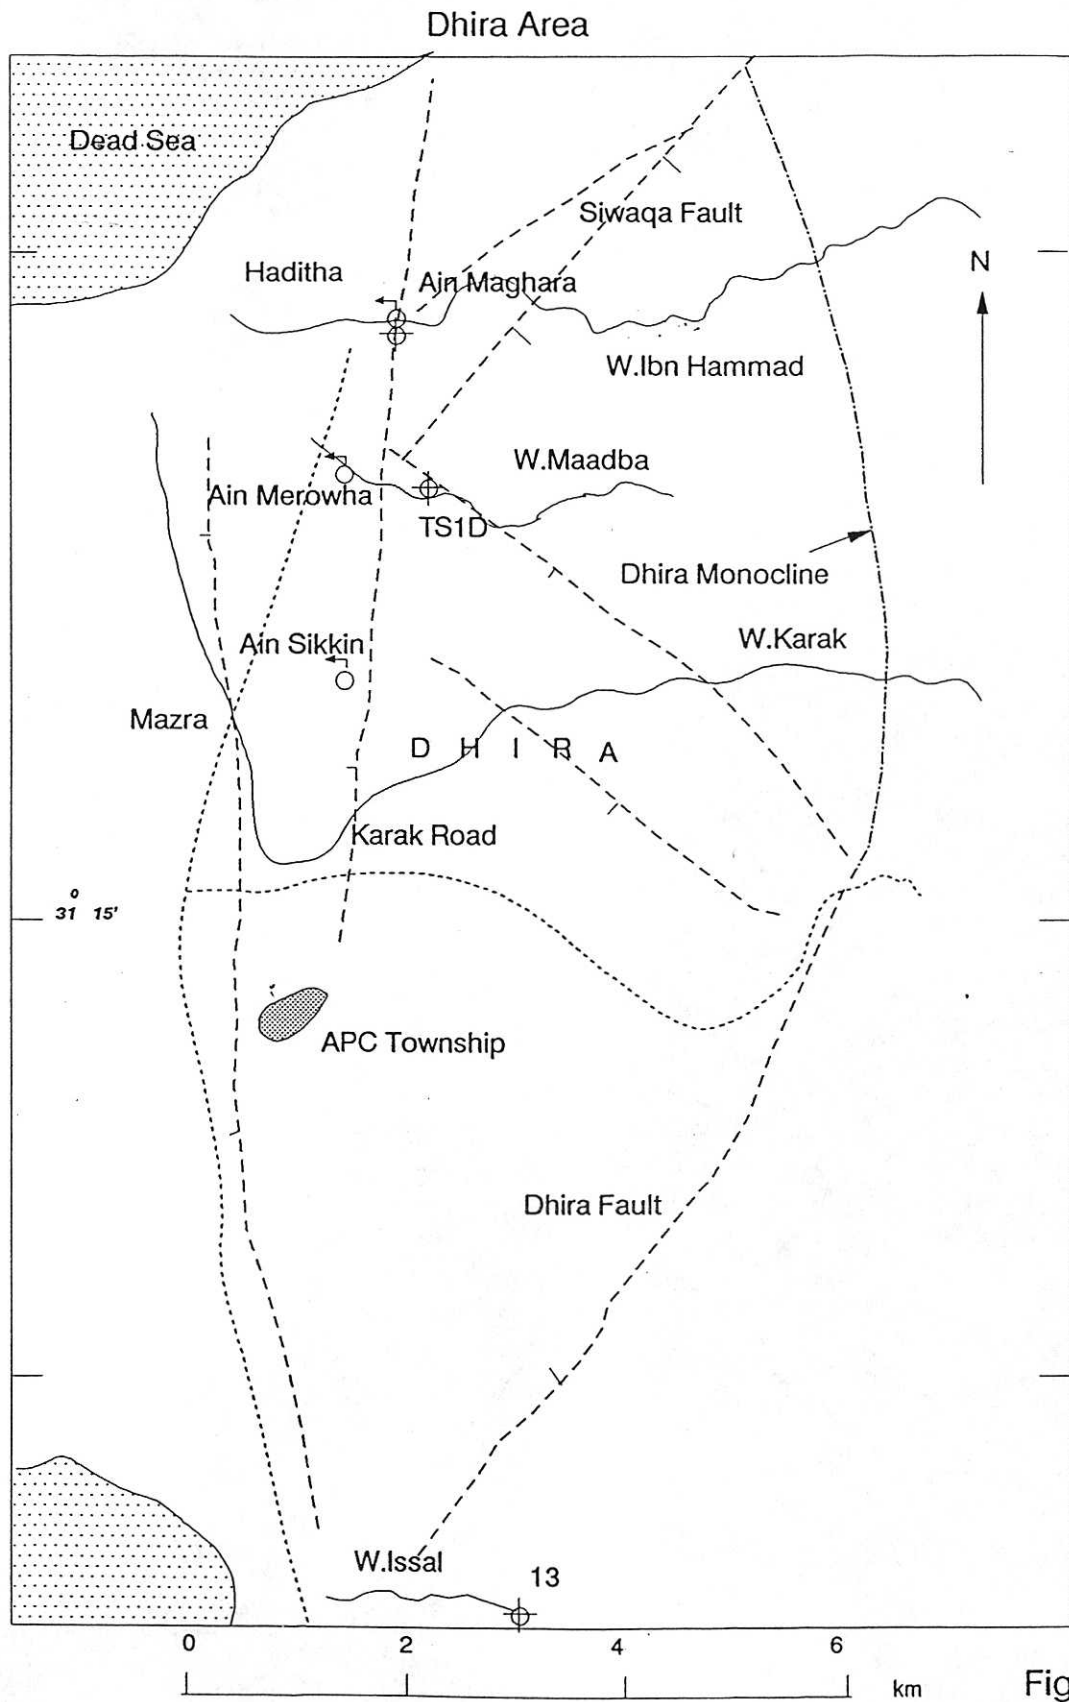 Dhira Area
Dead Sea
Siwaqa Fault
Haditha
Ain Maghara
N
W.Ibn Hammad
W.Maadba
Ain Merowha
TS1D
Dhira Monocline
Ain Sikkin
W.Karak
Mazra
D H I R A
Karak Road
31° 15'
APC Township
Dhira Fault
W.Issal
13
0 2 4 6
km
Fig